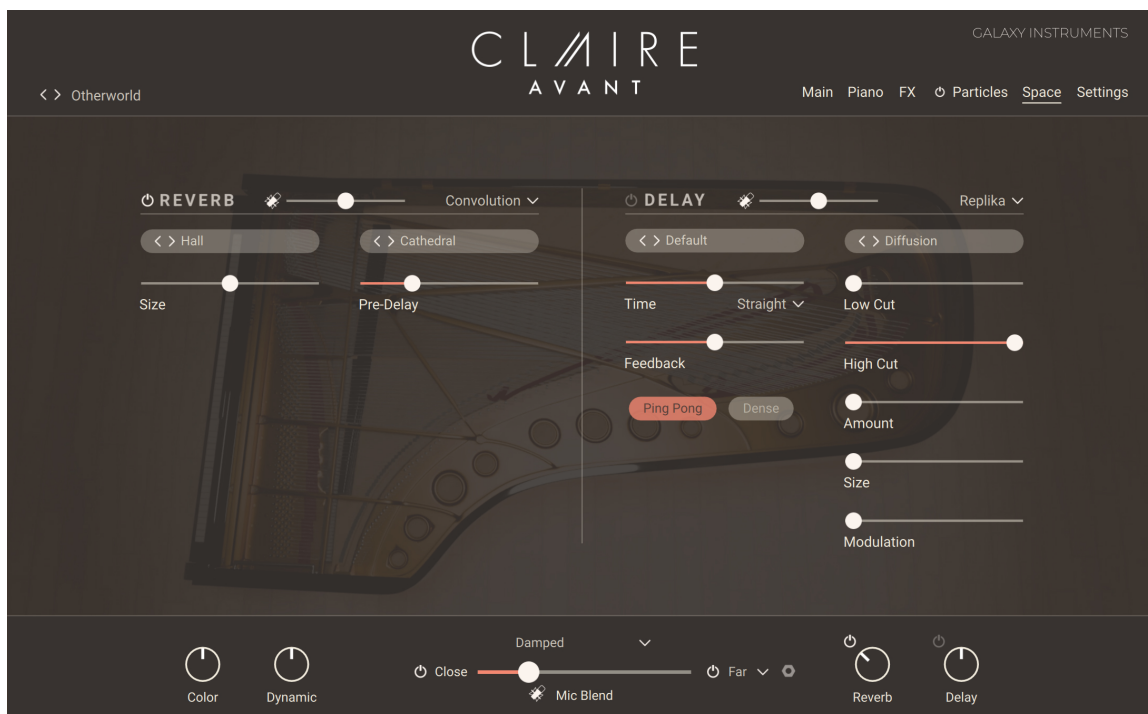 GALAXY INSTRUMENTS
CLAIRE
AVANT
Otherworld
Main Piano FX Particles Space Settings
REVERB Convolution
Hall Cathedral
Size Pre-Delay
DELAY Replika
Default Diffusion
Time Straight Low Cut
Feedback High Cut
Ping Pong Dense
Amount
Size
Modulation
Damped
Close Far
Mic Blend
Color Dynamic
Reverb Delay